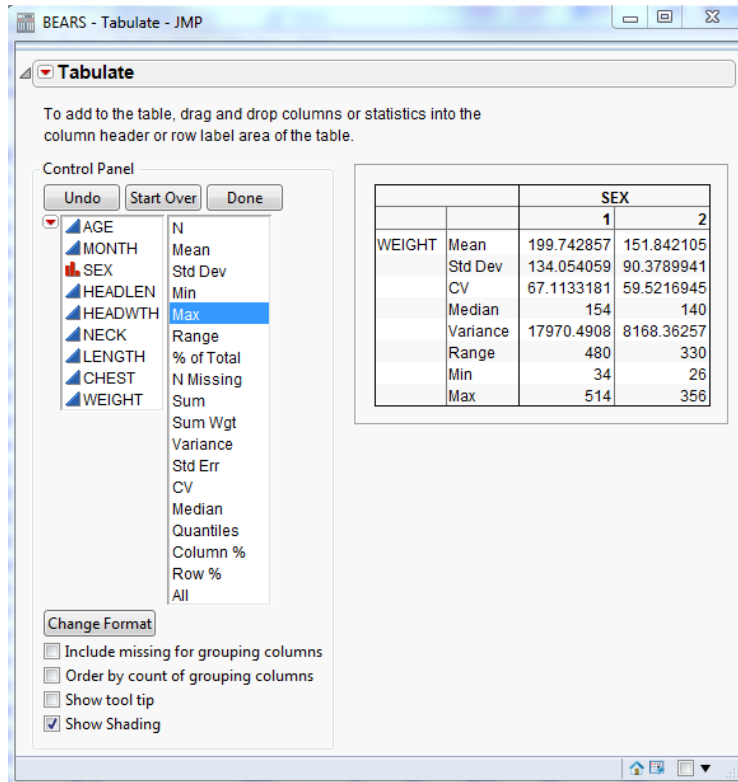 BEARS - Tabulate - JMP
Tabulate
To add to the table, drag and drop columns or statistics into the
column header or row label area of the table.
Control Panel
Undo Start Over Done
AGE
MONTH
SEX
HEADLEN
HEADWTH
NECK
LENGTH
CHEST
WEIGHT
N
Mean
Std Dev
Min
Max
Range
% of Total
N Missing
Sum
Sum Wgt
Variance
Std Err
CV
Median
Quantiles
Column %
Row %
All
Change Format
Include missing for grouping columns
Order by count of grouping columns
Show tool tip
Show Shading
SEX
1 2
WEIGHT Mean 199.742857 151.842105
Std Dev 134.054059 90.3789941
CV 67.1133181 59.5216945
Median 154 140
Variance 17970.4908 8168.36257
Range 480 330
Min 34 26
Max 514 356